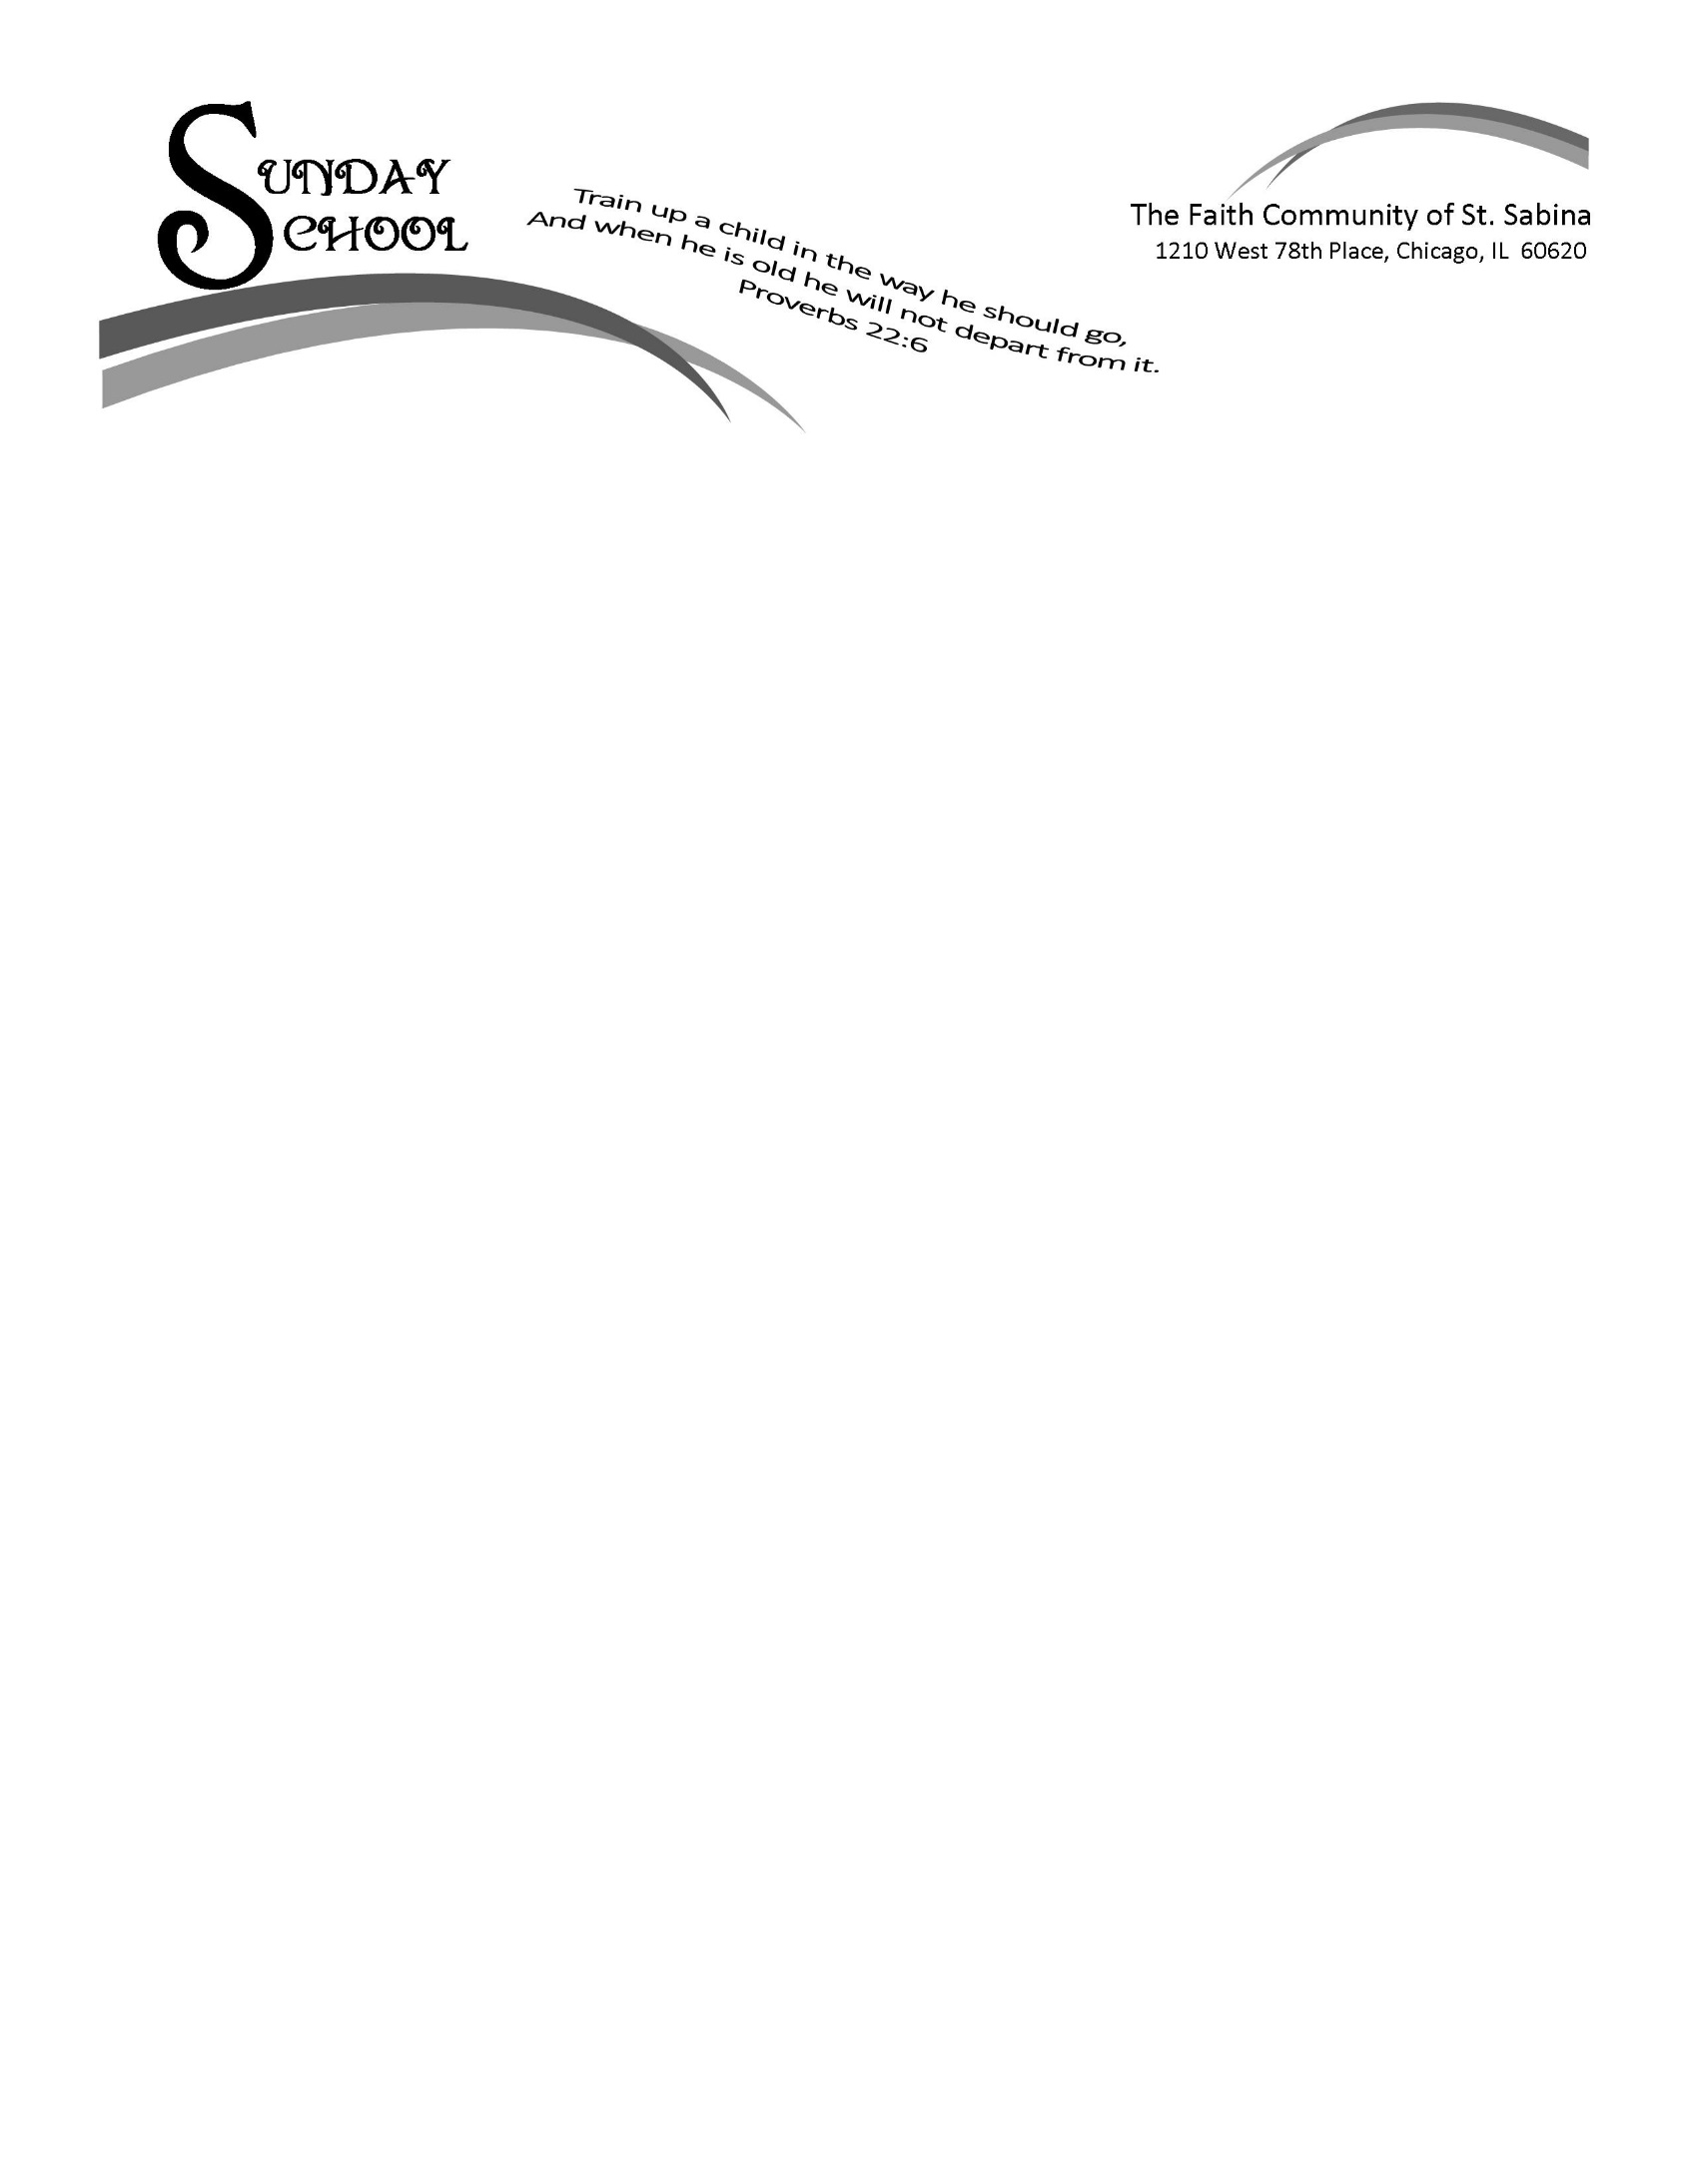 SUNDAY
SCHOOL
Train up a child in the way he should go,
And when he is old he will not depart from it.
Proverbs 22:6
The Faith Community of St. Sabina
1210 West 78th Place, Chicago, IL  60620